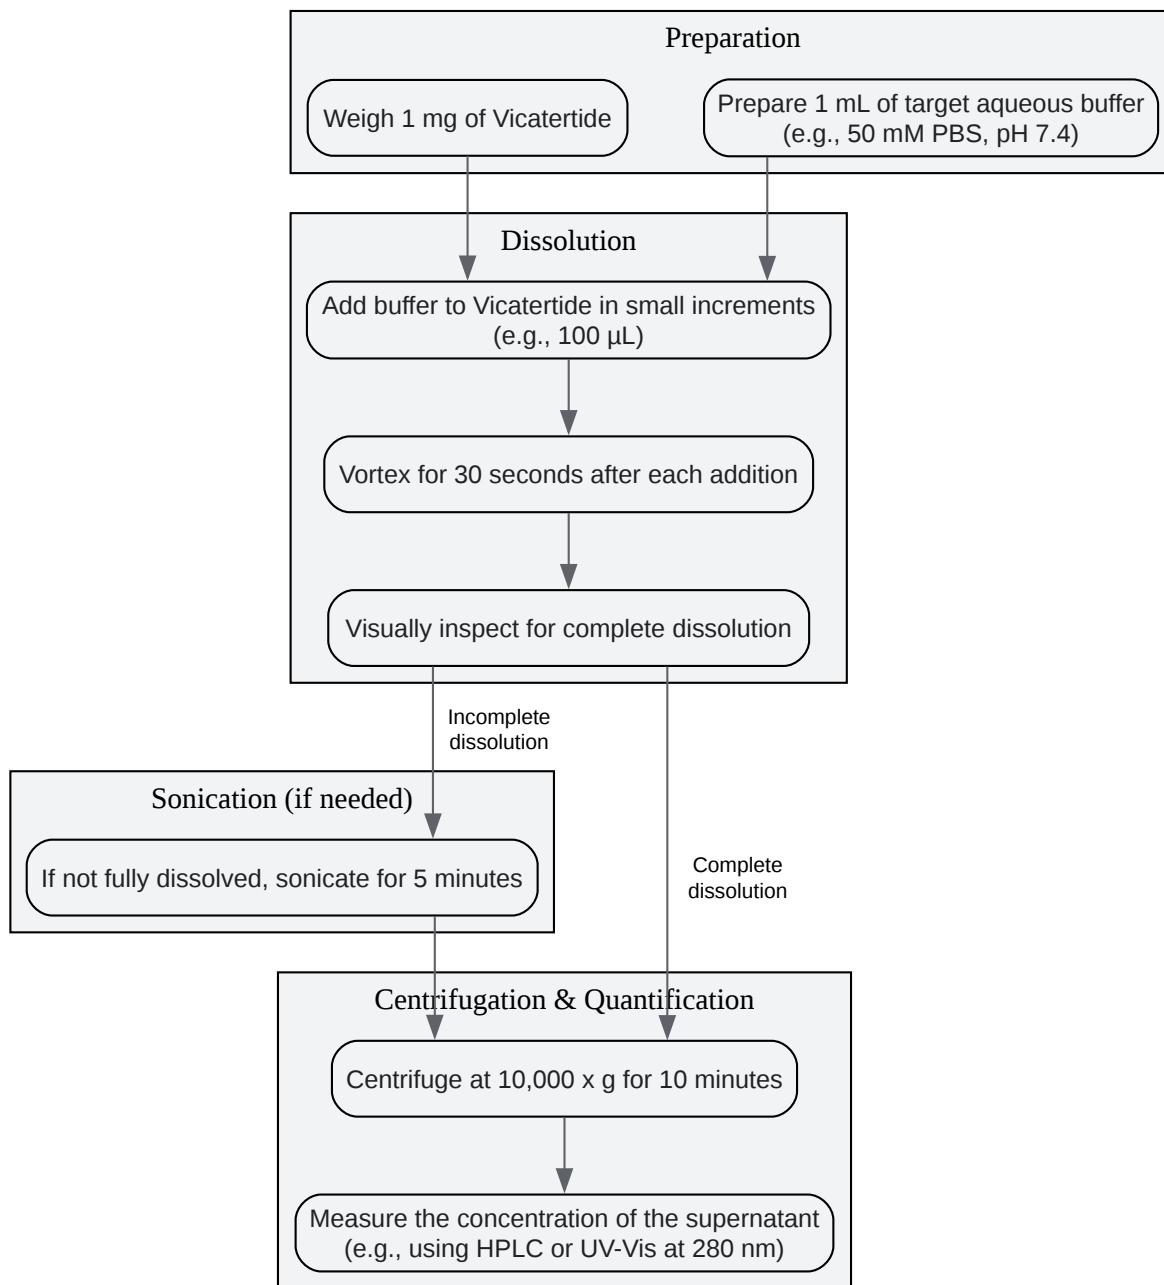 Preparation
Weigh 1 mg of Vicatertide
Prepare 1 mL of target aqueous buffer
(e.g., 50 mM PBS, pH 7.4)
Dissolution
Add buffer to Vicatertide in small increments
(e.g., 100 µL)
Vortex for 30 seconds after each addition
Visually inspect for complete dissolution
Incomplete
dissolution
Sonication (if needed)
If not fully dissolved, sonicate for 5 minutes
Complete
dissolution
Centrifugation & Quantification
Centrifuge at 10,000 x g for 10 minutes
Measure the concentration of the supernatant
(e.g., using HPLC or UV-Vis at 280 nm)